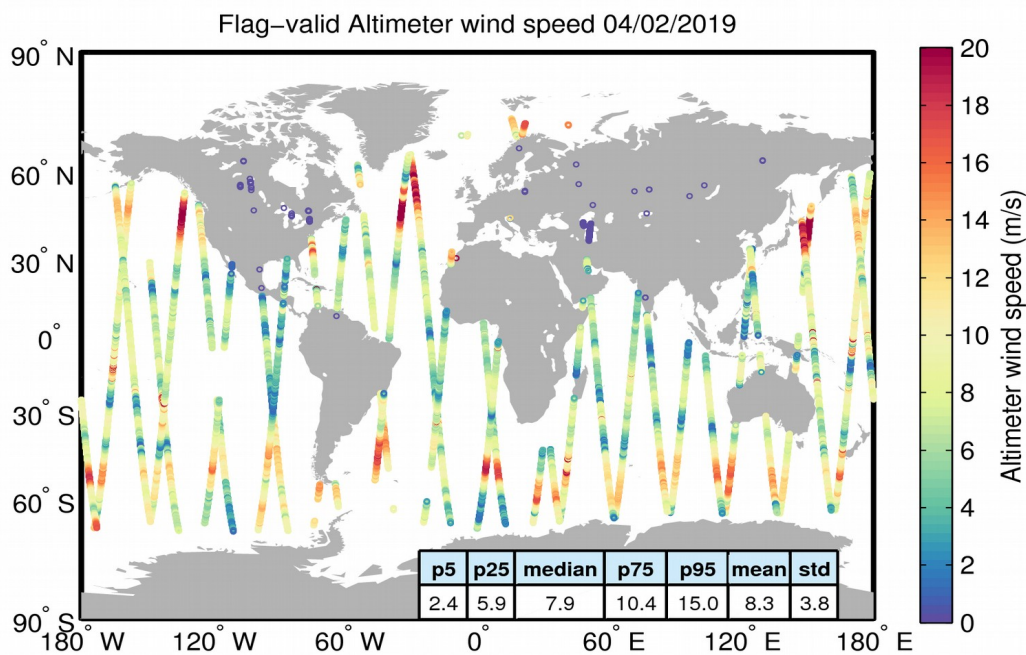 Flag−valid Altimeter wind speed 04/02/2019
90° N
60° N
30° N
0°
30° S
60° S
90° S
180° W
120° W
60° W
0°
60° E
120° E
180° E
p5 p25 median p75 p95 mean std
2.4 5.9 7.9 10.4 15.0 8.3 3.8
20
18
16
14
12
10
8
6
4
2
0
Altimeter wind speed (m/s)